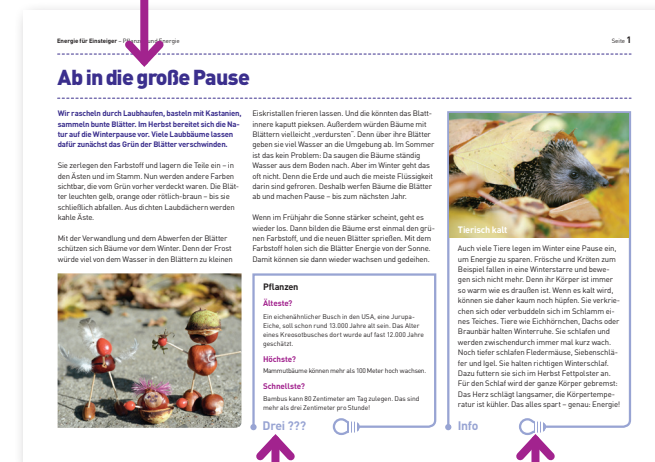 Energie für Einsteiger – Pflanzen und Energie
Seite 1
Ab in die große Pause
Wir rascheln durch Laubhaufen, basteln mit Kastanien,
sammeln bunte Blätter. Im Herbst bereitet sich die Na-
tur auf die Winterpause vor. Viele Laubbäume lassen
dafür zunächst das Grün der Blätter verschwinden.
Sie zerlegen den Farbstoff und lagern die Teile ein – in
den Ästen und im Stamm. Nun werden andere Farben
sichtbar, die vom Grün vorher verdeckt waren. Die Blät-
ter leuchten gelb, orange oder rötlich-braun – bis sie
schließlich abfallen. Aus dichten Laubdächern werden
kahle Äste.
Mit der Verwandlung und dem Abwerfen der Blätter
schützen sich Bäume vor dem Winter. Denn der Frost
würde viel von dem Wasser in den Blättern zu kleinen
Eiskristallen frieren lassen. Und die könnten das Blatt-
innere kaputt pieksen. Außerdem würden Bäume mit
Blättern vielleicht „verdursten“. Denn über ihre Blätter
geben sie viel Wasser an die Umgebung ab. Im Sommer
ist das kein Problem: Da saugen die Bäume ständig
Wasser aus dem Boden nach. Aber im Winter geht das
oft nicht. Denn die Erde und auch die meiste Flüssigkeit
darin sind gefroren. Deshalb werfen Bäume die Blätter
ab und machen Pause – bis zum nächsten Jahr.
Wenn im Frühjahr die Sonne stärker scheint, geht es
wieder los. Dann bilden die Bäume erst einmal den grü-
nen Farbstoff, und die neuen Blätter sprießen. Mit dem
Farbstoff holen sich die Blätter Energie von der Sonne.
Damit können sie dann wieder wachsen und gedeihen.
Pflanzen
Älteste?
Ein eichenähnlicher Busch in den USA, eine Jurupa-
Eiche, soll schon rund 13.000 Jahre alt sein. Das Alter
eines Kreosotbusches dort wurde auf fast 12.000 Jahre
geschätzt.
Höchste?
Mammutbäume können mehr als 100 Meter hoch wachsen.
Schnellste?
Bambus kann 80 Zentimeter am Tag zulegen. Das sind
mehr als drei Zentimeter pro Stunde!
Drei ???
Tierisch kalt
Auch viele Tiere legen im Winter eine Pause ein,
um Energie zu sparen. Frösche und Kröten zum
Beispiel fallen in eine Winterstarre und bewe-
gen sich nicht mehr. Denn ihr Körper ist immer
so warm wie es draußen ist. Wenn es kalt wird,
können sie daher kaum noch hüpfen. Sie verkrie-
chen sich oder verbuddeln sich im Schlamm ei-
nes Teiches. Tiere wie Eichhörnchen, Dachs oder
Braunbär halten Winterruhe. Sie schlafen und
werden zwischendurch immer mal kurz wach.
Noch tiefer schlafen Fledermäuse, Siebenschlä-
fer und Igel. Sie halten richtigen Winterschlaf.
Dazu futtern sie sich im Herbst Fettpolster an.
Für den Schlaf wird der ganze Körper gebremst:
Das Herz schlägt langsamer, die Körpertempe-
ratur ist kühler. Das alles spart – genau: Energie!
Info